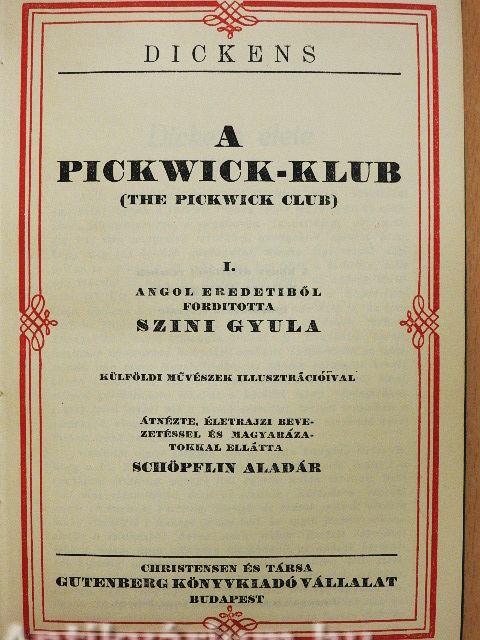 DICKENS
A
PICKWICK-KLUB
(THE PICKWICK CLUB)
I.
ANGOL EREDETIBŐL
FORDITOTTA
SZINI GYULA
KÜLFÖLDI MŰVÉSZEK ILLUSZTRÁCIÓIVAL
ÁTNÉZTE, ÉLETRAJZI BEVE-
ZETÉSSEL ÉS MAGYARÁZA-
TOKKAL ELLÁTTA
SCHÖPFLIN ALADÁR
CHRISTENSEN ÉS TÁRSA
GUTENBERG KÖNYVKIADÓ VÁLLALAT
BUDAPEST